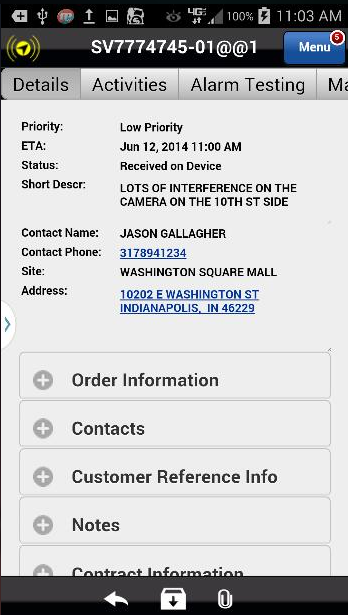 4G 100% 11:03 AM
SV7774745-01@@1
Menu
5
Details Activities Alarm Testing Ma
Priority: Low Priority
ETA: Jun 12, 2014 11:00 AM
Status: Received on Device
Short Descr: LOTS OF INTERFERENCE ON THE
CAMERA ON THE 10TH ST SIDE
Contact Name: JASON GALLAGHER
Contact Phone: 3178941234
Site: WASHINGTON SQUARE MALL
Address: 10202 E WASHINGTON ST
INDIANAPOLIS, IN 46229
Order Information
Contacts
Customer Reference Info
Notes
Contract Information